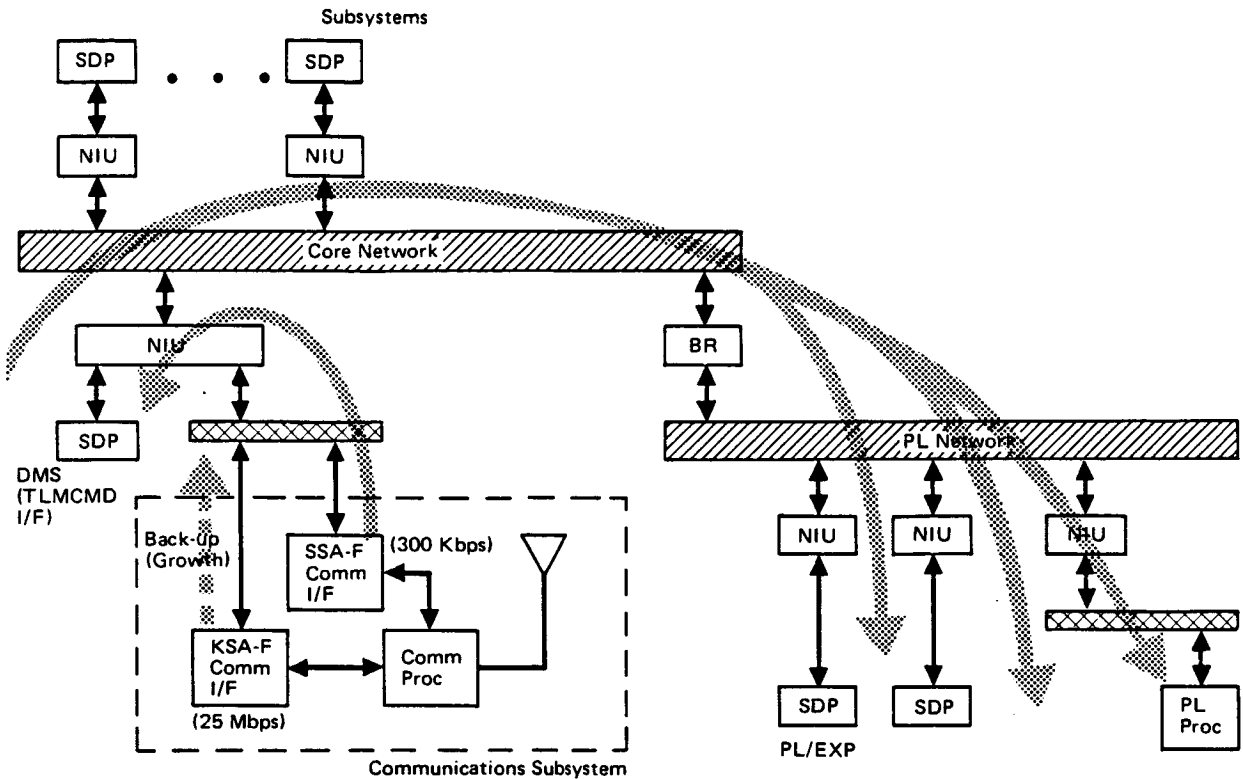 Subsystems
SDP
SDP
NIU
NIU
Core Network
NIU
BR
SDP
PL Network
DMS
(TLMCMD
I/F)
Back-up
(Growth)
SSA-F
Comm
I/F
(300 Kbps)
NIU
NIU
NIU
KSA-F
Comm
I/F
Comm
Proc
(25 Mbps)
SDP
SDP
PL
Proc
PL/EXP
Communications Subsystem